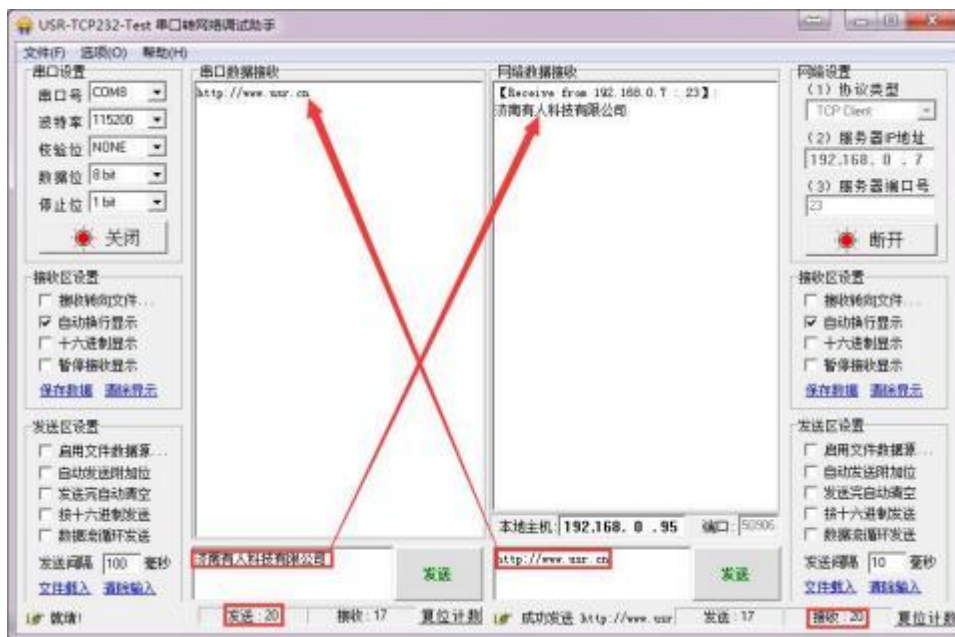 USR-TCP232-Test 串口转网络调试助手
文件(F) 选项(O) 帮助(H)
串口设置
串口号 COM8
波特率 115200
校验位 NONE
数据位 8 bit
停止位 1 bit
关闭
接收区设置
接收转向文件...
自动换行显示
十六进制显示
暂停接收显示
保存数据 清除显示
发送区设置
启用文件数据源...
自动发送附加位
发送完自动清空
按十六进制发送
数据流循环发送
发送间隔 100 毫秒
文件载入 清除输入
就绪!
串口数据接收
http://www.usr.cn
济南有人科技有限公司
发送
发送:20 接收:17 复位计数
网络数据接收
【Receive from 192.168.0.7 : 23】:
济南有人科技有限公司
本地主机: 192.168. 0 .95 端口: 50906
http://www.usr.cn
发送
成功发送 http://www.usr 发送:17 接收:20 复位计数
网络设置
(1) 协议类型
TCP Client
(2) 服务器IP地址
192.168. 0 . 7
(3) 服务器端口号
23
断开
接收区设置
接收转向文件...
自动换行显示
十六进制显示
暂停接收显示
保存数据 清除显示
发送区设置
启用文件数据源...
自动发送附加位
发送完自动清空
按十六进制发送
数据流循环发送
发送间隔 10 毫秒
文件载入 清除输入